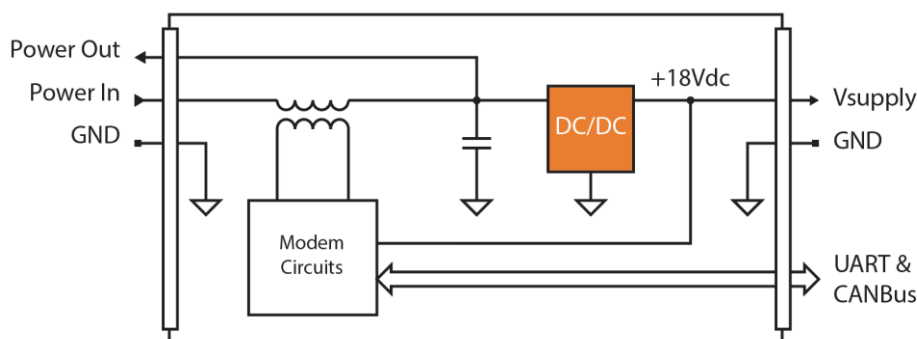 Power Out
Power In
GND
+18Vdc
DC/DC
Vsupply
GND
Modem
Circuits
UART &
CANBus